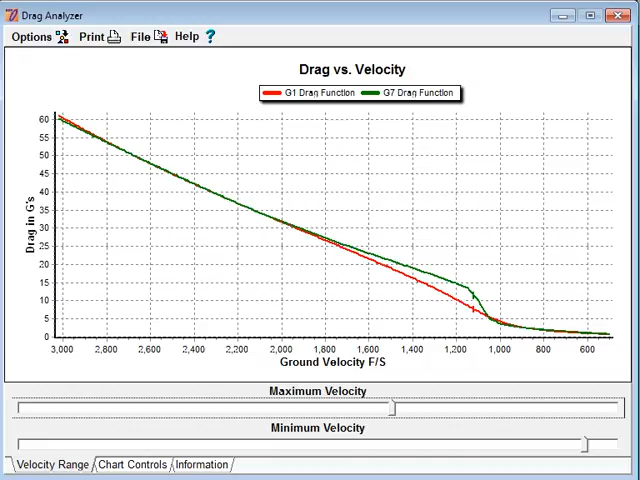 Drag Analyzer
Options Print File Help ?
Drag vs. Velocity
G1 Drag Function G7 Drag Function
60
55
50
45
40
35
30
25
20
15
10
5
0
Drag in G's
3,000 2,800 2,600 2,400 2,200 2,000 1,800 1,600 1,400 1,200 1,000 800 600
Ground Velocity F/S
Maximum Velocity
Minimum Velocity
Velocity Range Chart Controls Information